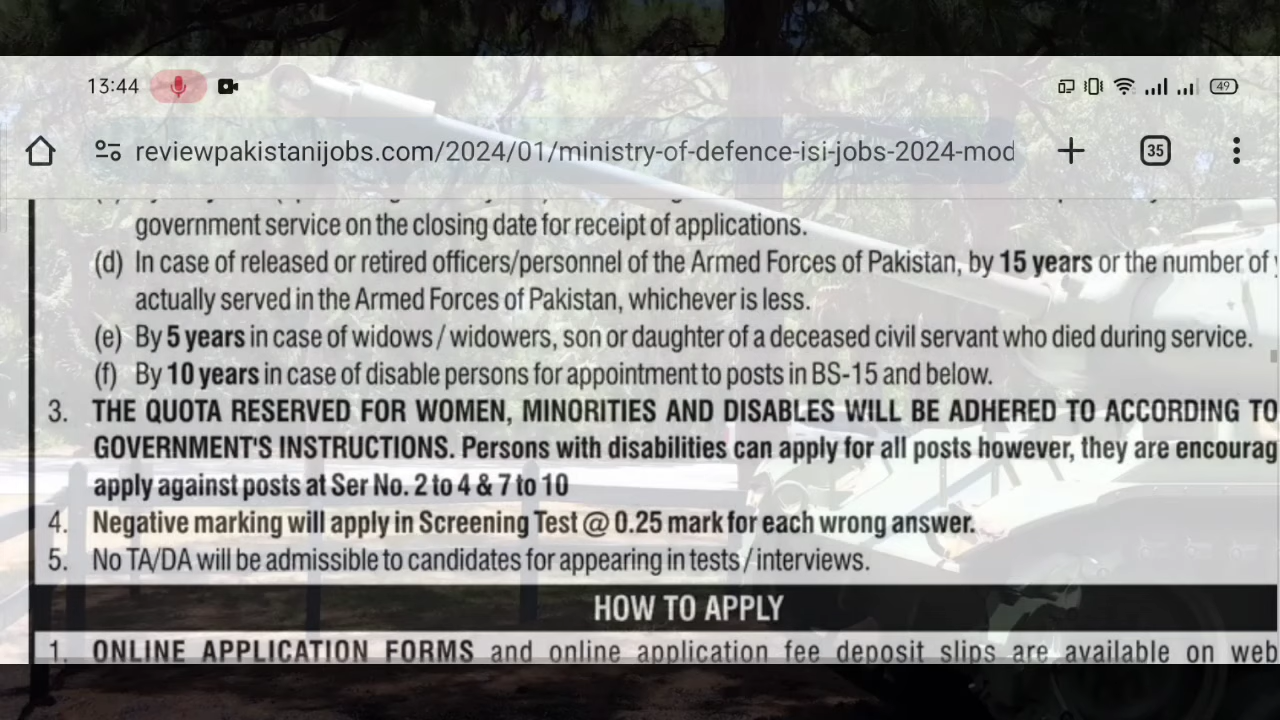 13:44
49
reviewpakistanijobs.com/2024/01/ministry-of-defence-isi-jobs-2024-mod
35
government service on the closing date for receipt of applications.
(d) In case of released or retired officers/personnel of the Armed Forces of Pakistan, by 15 years or the number of
actually served in the Armed Forces of Pakistan, whichever is less.
(e) By 5 years in case of widows / widowers, son or daughter of a deceased civil servant who died during service.
(f) By 10 years in case of disable persons for appointment to posts in BS-15 and below.
3. THE QUOTA RESERVED FOR WOMEN, MINORITIES AND DISABLES WILL BE ADHERED TO ACCORDING TO
GOVERNMENT'S INSTRUCTIONS. Persons with disabilities can apply for all posts however, they are encourag
apply against posts at Ser No. 2 to 4 & 7 to 10
4. Negative marking will apply in Screening Test @ 0.25 mark for each wrong answer.
5. No TA/DA will be admissible to candidates for appearing in tests / interviews.
HOW TO APPLY
1. ONLINE APPLICATION FORMS and online application fee deposit slips are available on web